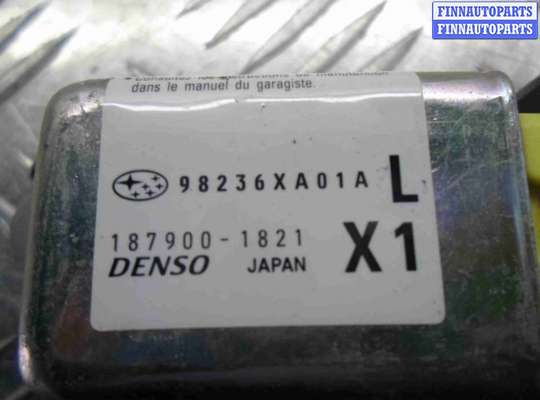 FINNAUTOPARTS
FINNAUTOPARTS
dans le manuel du garagiste.
98236XA01A L
187900-1821 X1
DENSO JAPAN